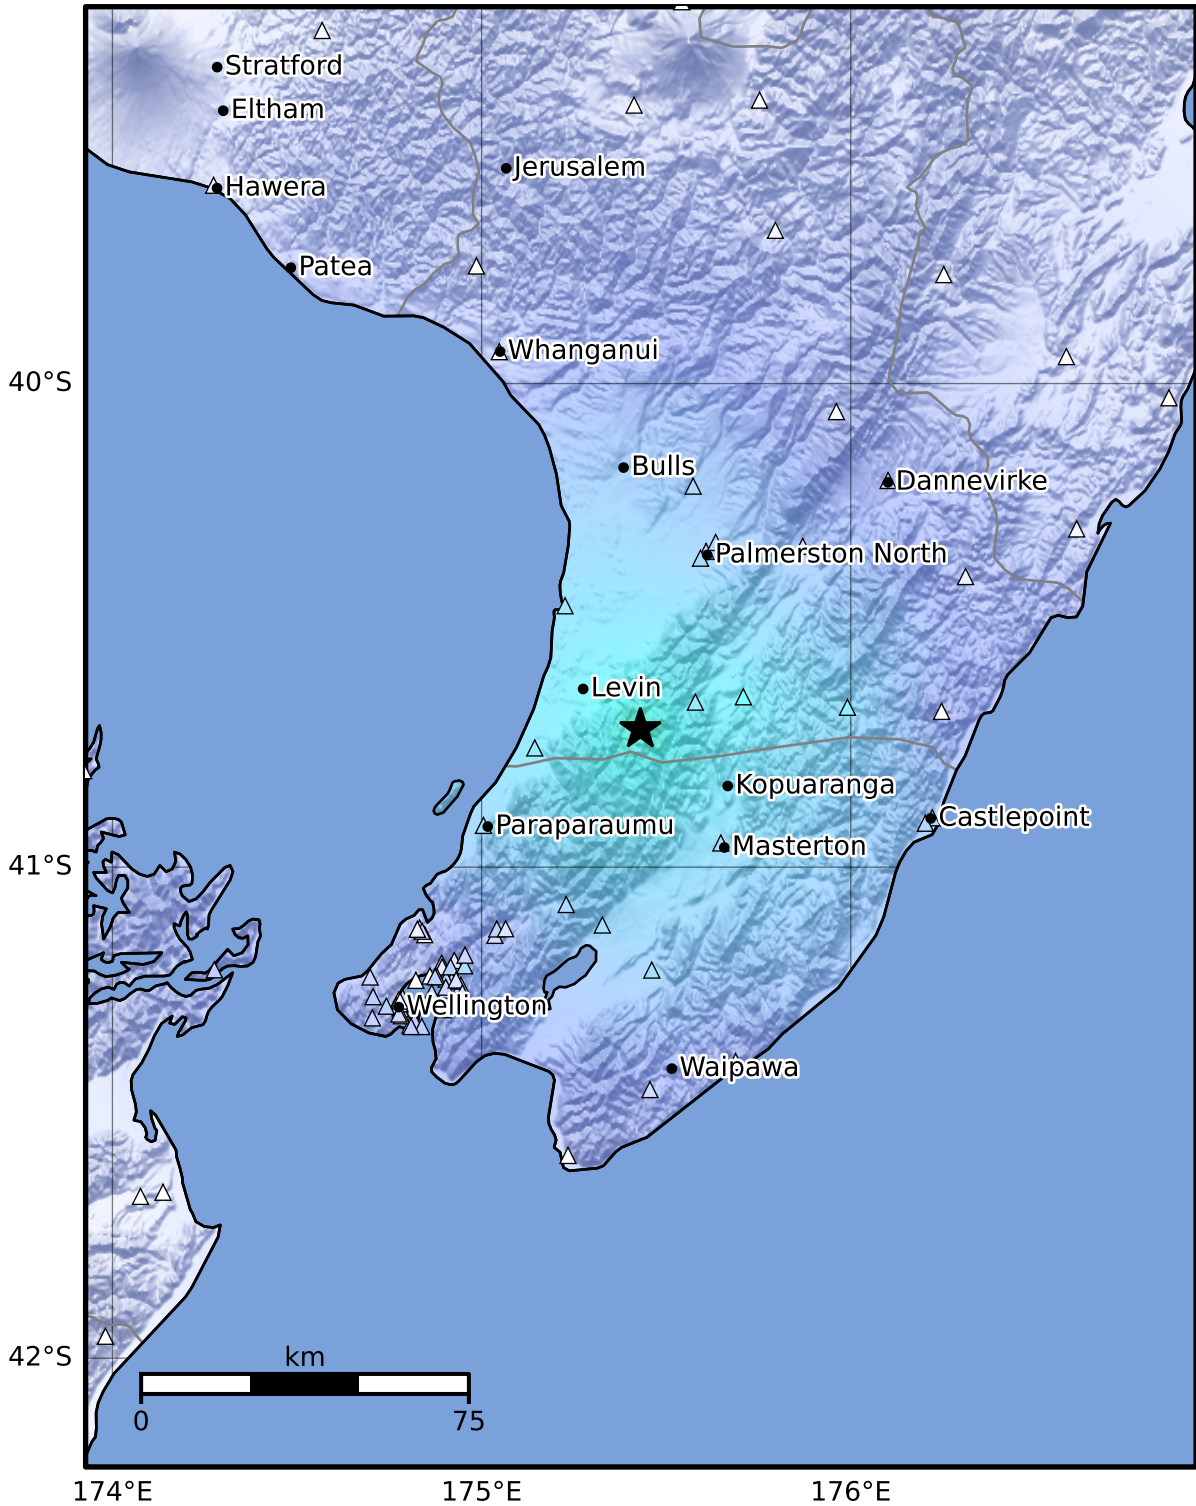 Stratford
Eltham
Jerusalem
Hawera
Patea
Whanganui
40°S
Bulls
Dannevirke
Palmerston North
Levin
Kopuaranga
Castlepoint
Paraparaumu
Masterton
41°S
Wellington
Waipawa
42°S
km
0
75
174°E
175°E
176°E